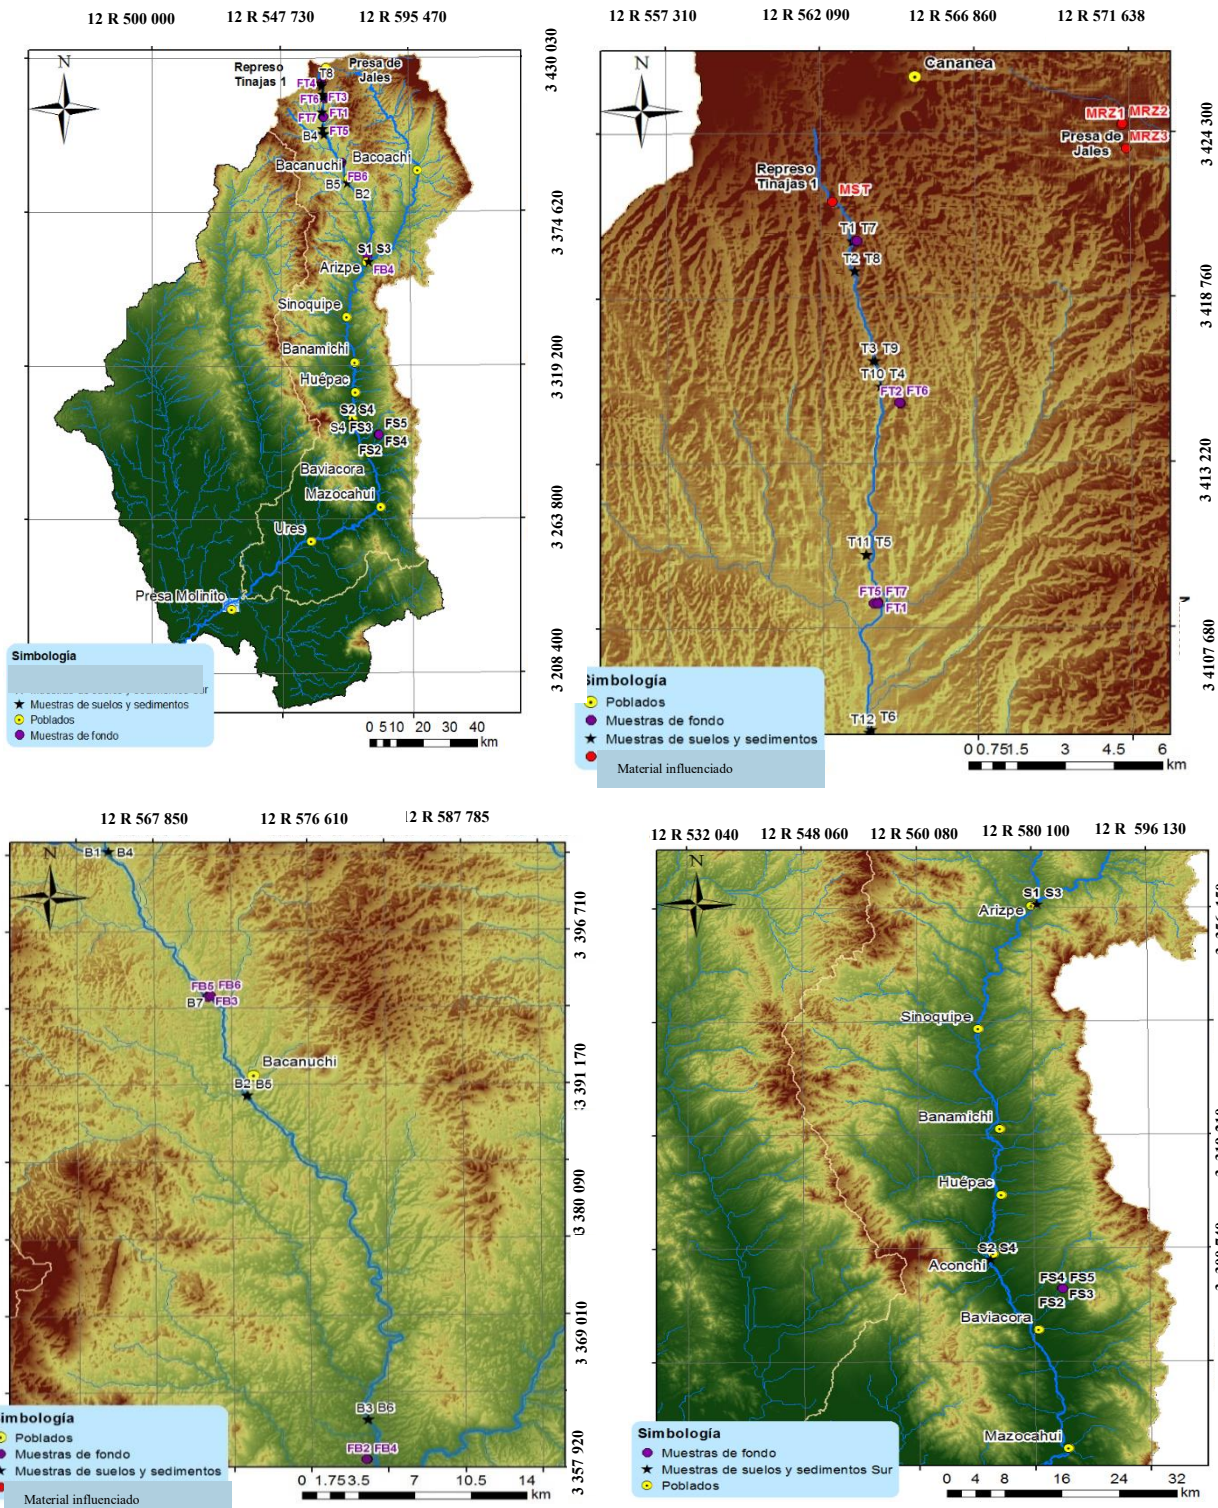 12 R 500 000
12 R 547 730
12 R 595 470
N
Represo
Tinajas 1
T8
Presa de
Jales
FT4
FT6 FT3
FT1
FT7
B4 FT5
Bacanuchi
Bacoachi
FB6
B5
B2
S1 S3
Arizpe
FB4
Sinoquipe
Banamichi
Huépac
S2 S4
S4 FS3
FS5
FS4
FS2
Baviacora
Mazocahui
Ures
Presa Molinito
3 430 030
3 374 620
3 319 200
3 263 800
3 208 400
Simbología
Muestras de suelos y sedimentos
Poblados
Muestras de fondo
0 5 10 20 30 40
km
12 R 557 310
12 R 562 090
12 R 566 860
12 R 571 638
N
Cananea
MRZ1 MRZ2
Presa de
Jales
MRZ3
Represo
Tinajas 1
MST
T1 T7
T2 T8
T3 T9
T10 T4
FT2 FT6
T11 T5
FT5 FT7
FT1
T12 T6
3 424 300
3 418 760
3 413 220
3 4107 680
Simbología
Poblados
Muestras de fondo
Muestras de suelos y sedimentos
Material influenciado
0 0.75 1.5 3 4.5 6
km
12 R 567 850
12 R 576 610
12 R 587 785
N
B1 B4
FB5 FB6
B7 FB3
Bacanuchi
B2 B5
B3 B6
FB2 FB4
3 396 710
3 391 170
3 380 090
3 369 010
3 357 920
imbología
Poblados
Muestras de fondo
Muestras de suelos y sedimentos
Material influenciado
0 1.75 3.5 7 10.5 14
km
12 R 532 040
12 R 548 060
12 R 560 080
12 R 580 100
12 R 596 130
N
S1 S3
Arizpe
Sinoquipe
Banamichi
Huépac
S2 S4
Aconchi
FS4 FS5
FS3
FS2
Baviacora
Mazocahui
Simbología
Muestras de fondo
Muestras de suelos y sedimentos Sur
Poblados
0 4 8 16 24 32
km